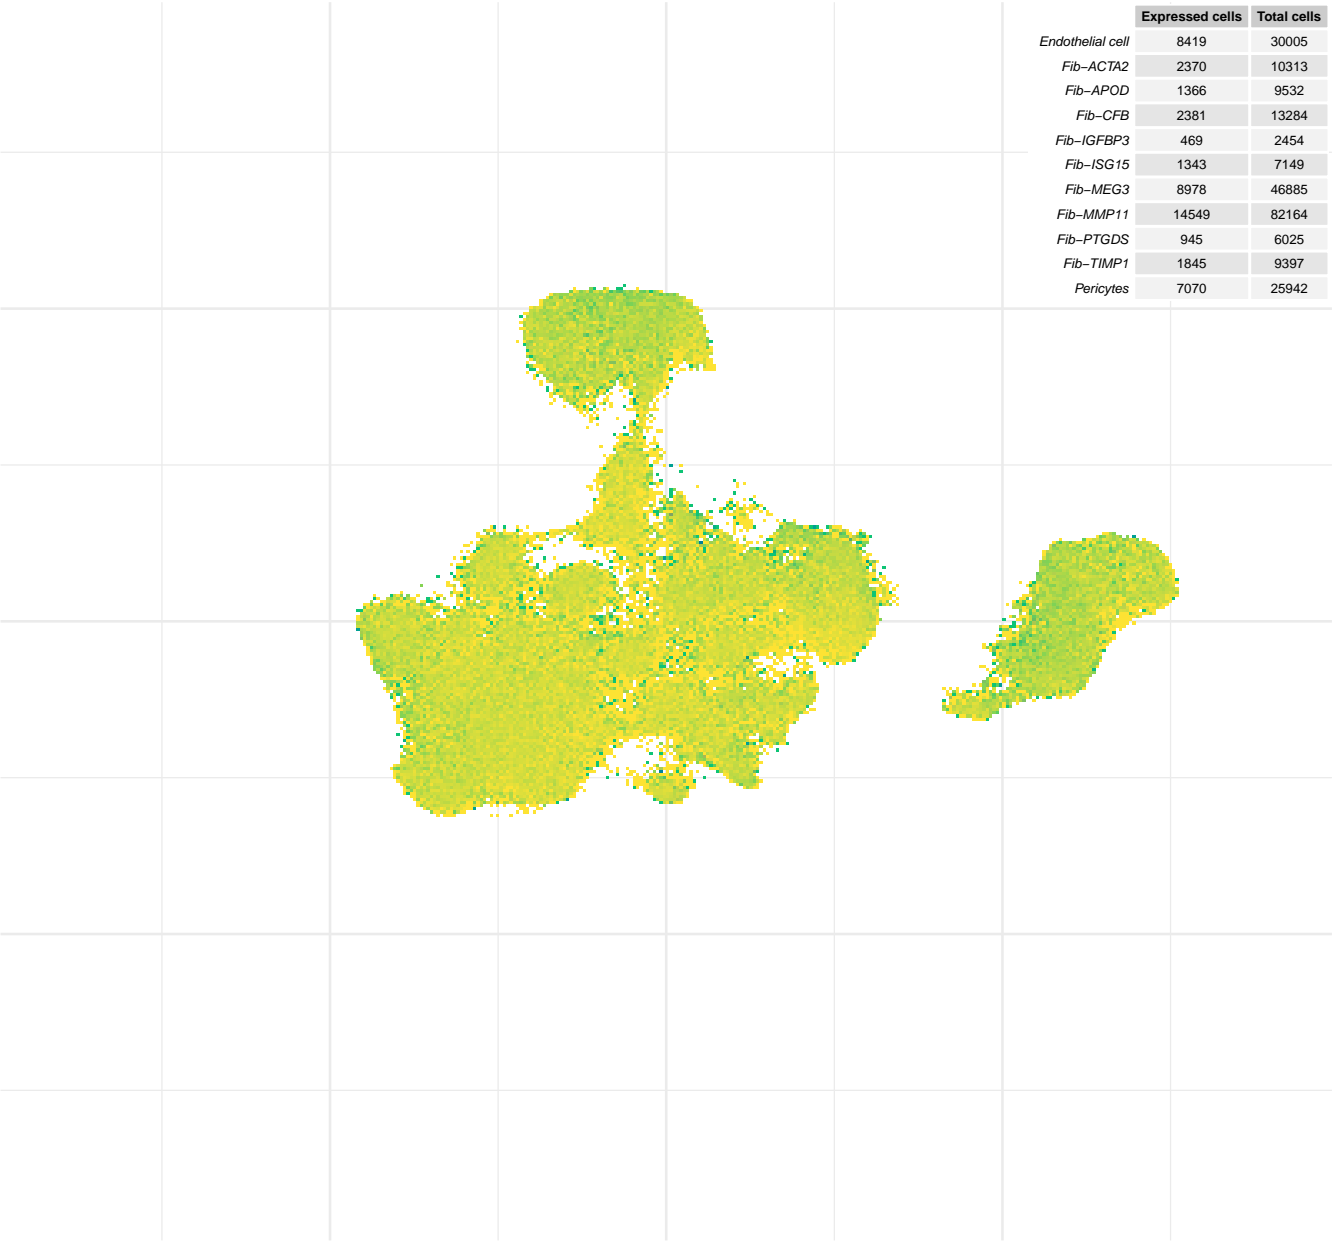 Expressed cells Total cells
Endothelial cell 8419 30005
Fib−ACTA2 2370 10313
Fib−APOD 1366 9532
Fib−CFB 2381 13284
Fib−IGFBP3 469 2454
Fib−ISG15 1343 7149
Fib−MEG3 8978 46885
Fib−MMP11 14549 82164
Fib−PTGDS 945 6025
Fib−TIMP1 1845 9397
Pericytes 7070 25942